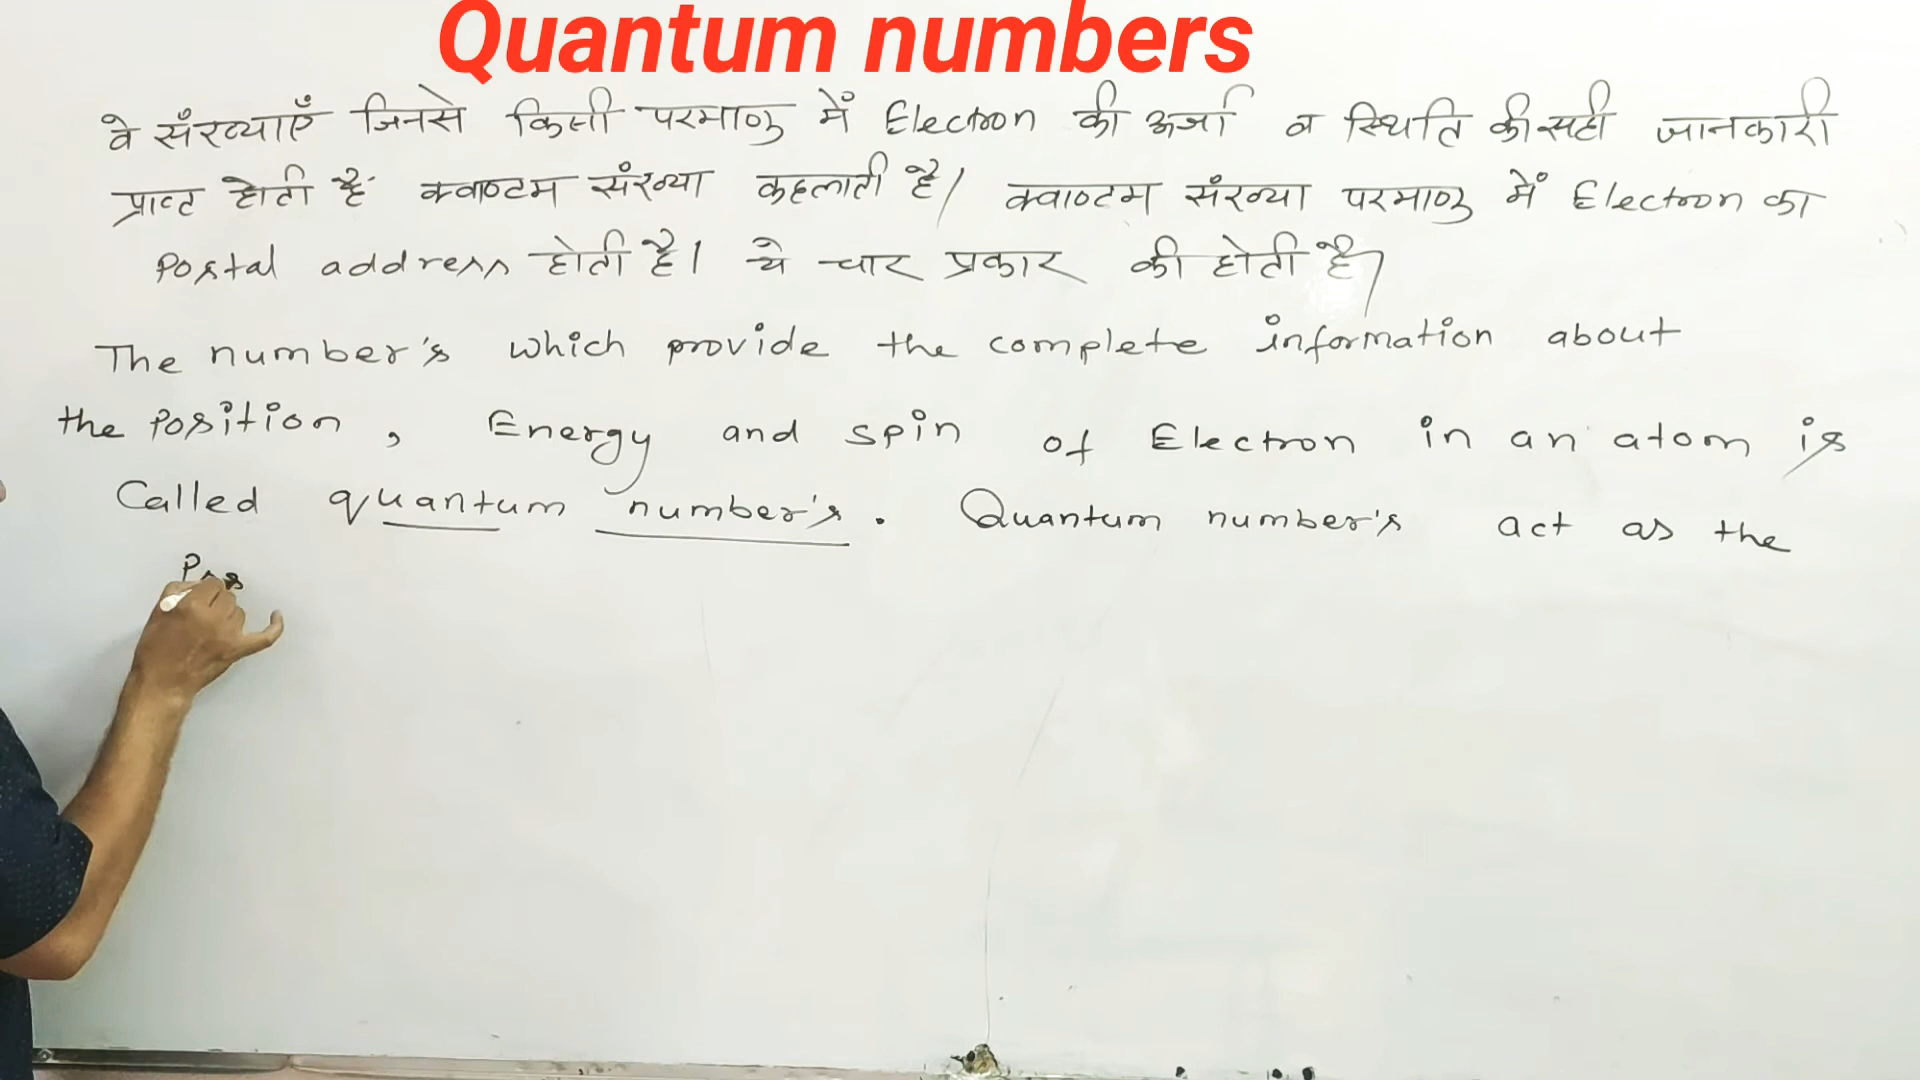 Quantum numbers
वे संख्याएँ जिनसे किसी परमाणु में Electron की ऊर्जा व स्थिति की सही जानकारी
प्राप्त होती है क्वाण्टम संख्या कहलाती है। क्वाण्टम संख्या परमाणु में Electron का
Postal address होती है। ये चार प्रकार की होती है।
The number's which provide the complete information about
the Position , Energy and spin of Electron in an atom is
Called quantum number's . Quantum number's act as the